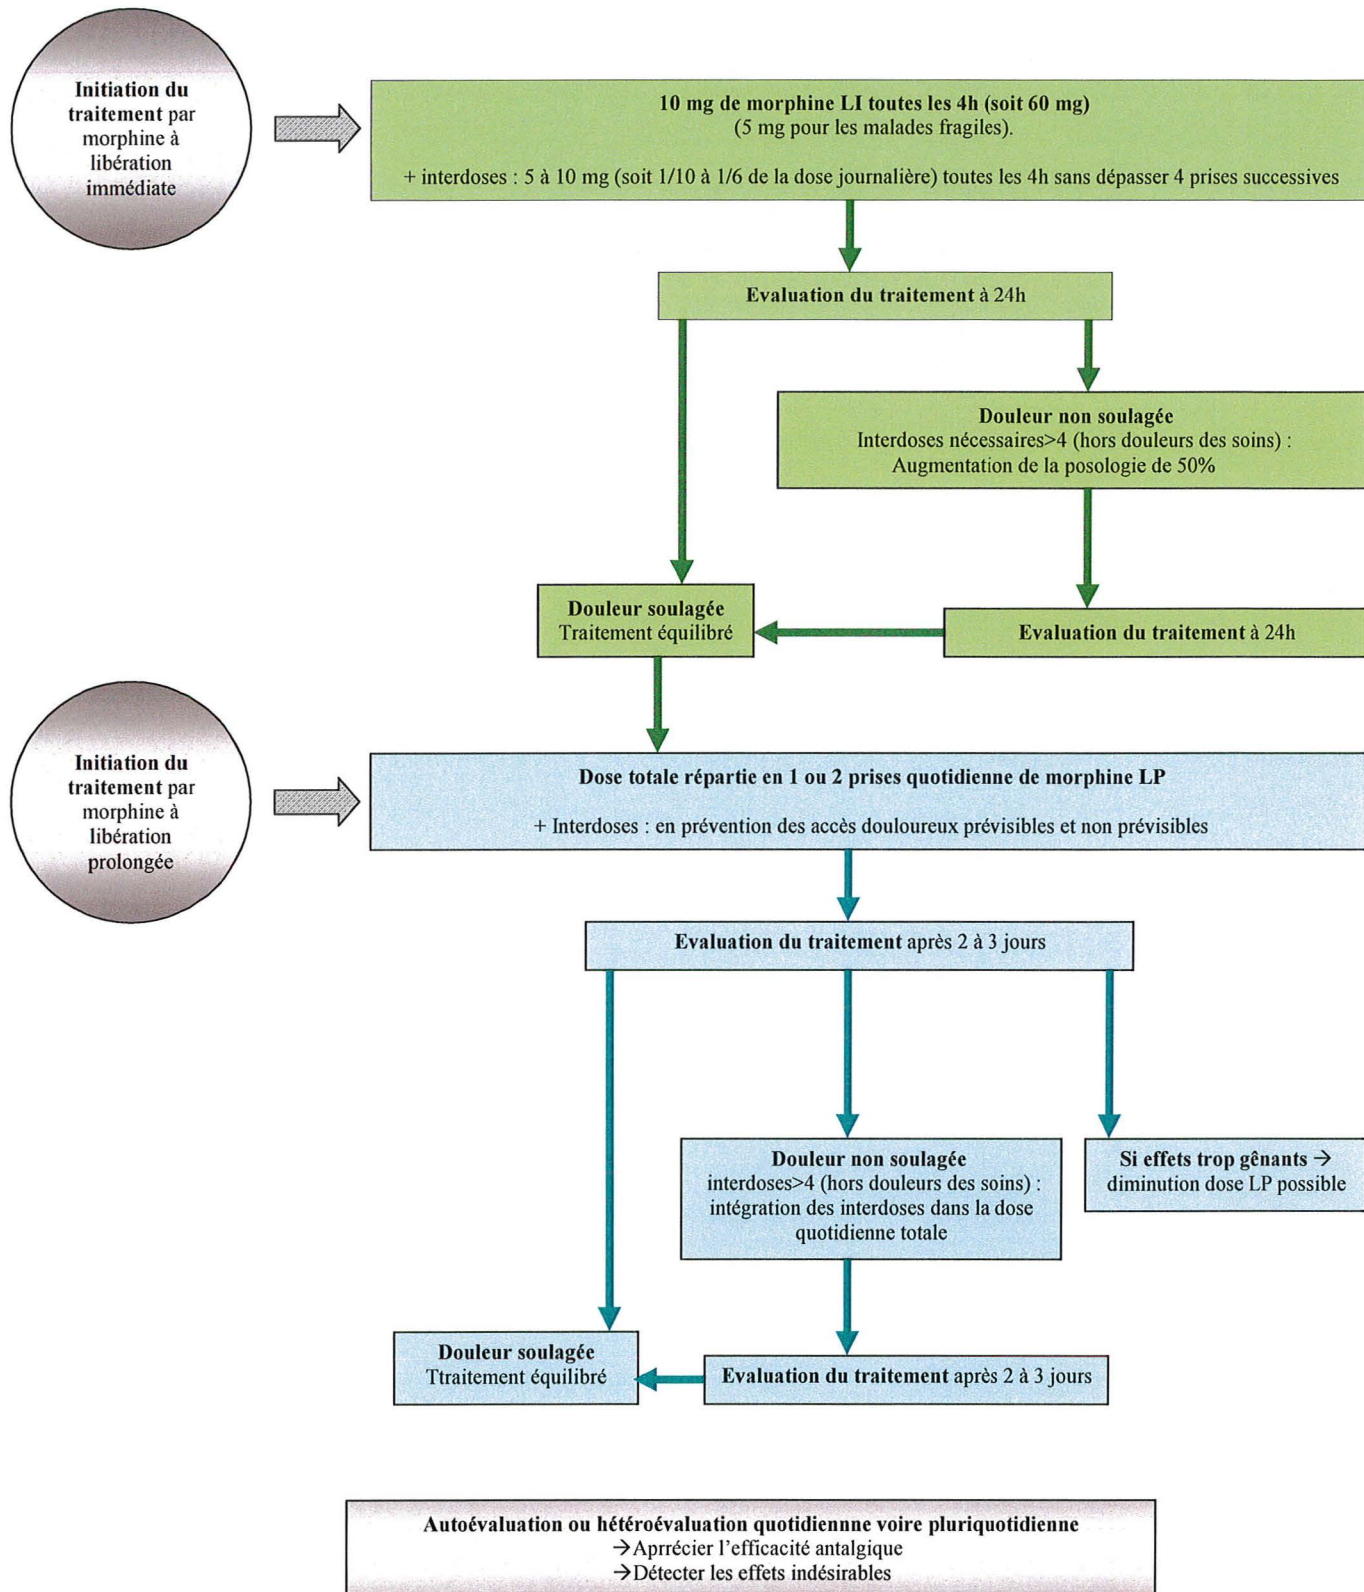 Initiation du
traitement par
morphine à
libération
immédiate
10 mg de morphine LI toutes les 4h (soit 60 mg)
(5 mg pour les malades fragiles).
+ interdoses : 5 à 10 mg (soit 1/10 à 1/6 de la dose journalière) toutes les 4h sans dépasser 4 prises successives
Evaluation du traitement à 24h
Douleur non soulagée
Interdoses nécessaires>4 (hors douleurs des soins) :
Augmentation de la posologie de 50%
Douleur soulagée
Traitement équilibré
Evaluation du traitement à 24h
Initiation du
traitement par
morphine à
libération
prolongée
Dose totale répartie en 1 ou 2 prises quotidienne de morphine LP
+ Interdoses : en prévention des accès douloureux prévisibles et non prévisibles
Evaluation du traitement après 2 à 3 jours
Douleur non soulagée
interdoses>4 (hors douleurs des soins) :
intégration des interdoses dans la dose
quotidienne totale
Si effets trop gênants →
diminution dose LP possible
Douleur soulagée
Ttraitement équilibré
Evaluation du traitement après 2 à 3 jours
Autoévaluation ou hétéroévaluation quotidiennne voire pluriquotidienne
→Aprrécier l'efficacité antalgique
→Détecter les effets indésirables